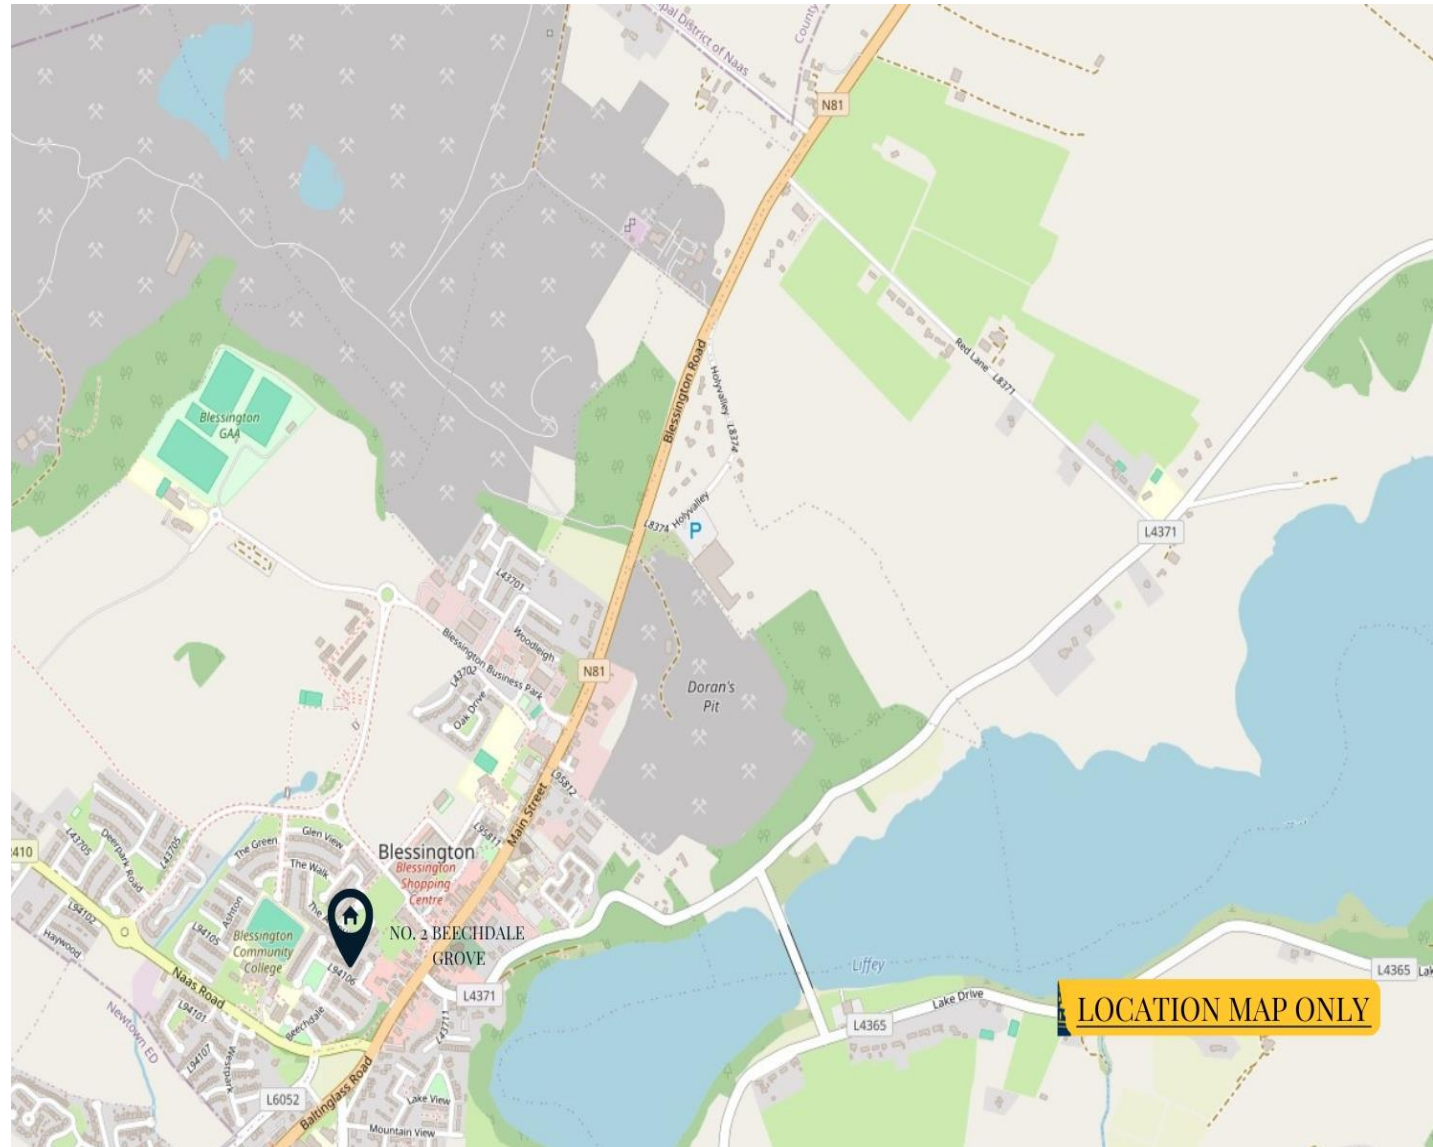 pal District of Naas
County
N81
Blessington Road
Holyvalley L8374
Red Lane L8371
Blessington
GAA
L8374 Holyvalley
P
L4371
L43701
Woodleigh
Blessington Business Park
L43702
Oak Drive
N81
Doran's
Pit
L95812
Main Street
L95811
Blessington
Blessington
Shopping
Centre
Glen View
The Green
The Walk
Deerpark Road
L43705
L43705
R410
L94102
Haywood
Ashton
L94105
Blessington
Community
College
NO. 2 BEECHDALE
GROVE
L94106
Naas Road
Beechdale
L94101
L94107
Westpark
Newtown ED
L4371
L43711
Lake View
Mountain View
L6052
Baltinglass Road
Liffey
Lake Drive
L4365
L4365
Lak
LOCATION MAP ONLY